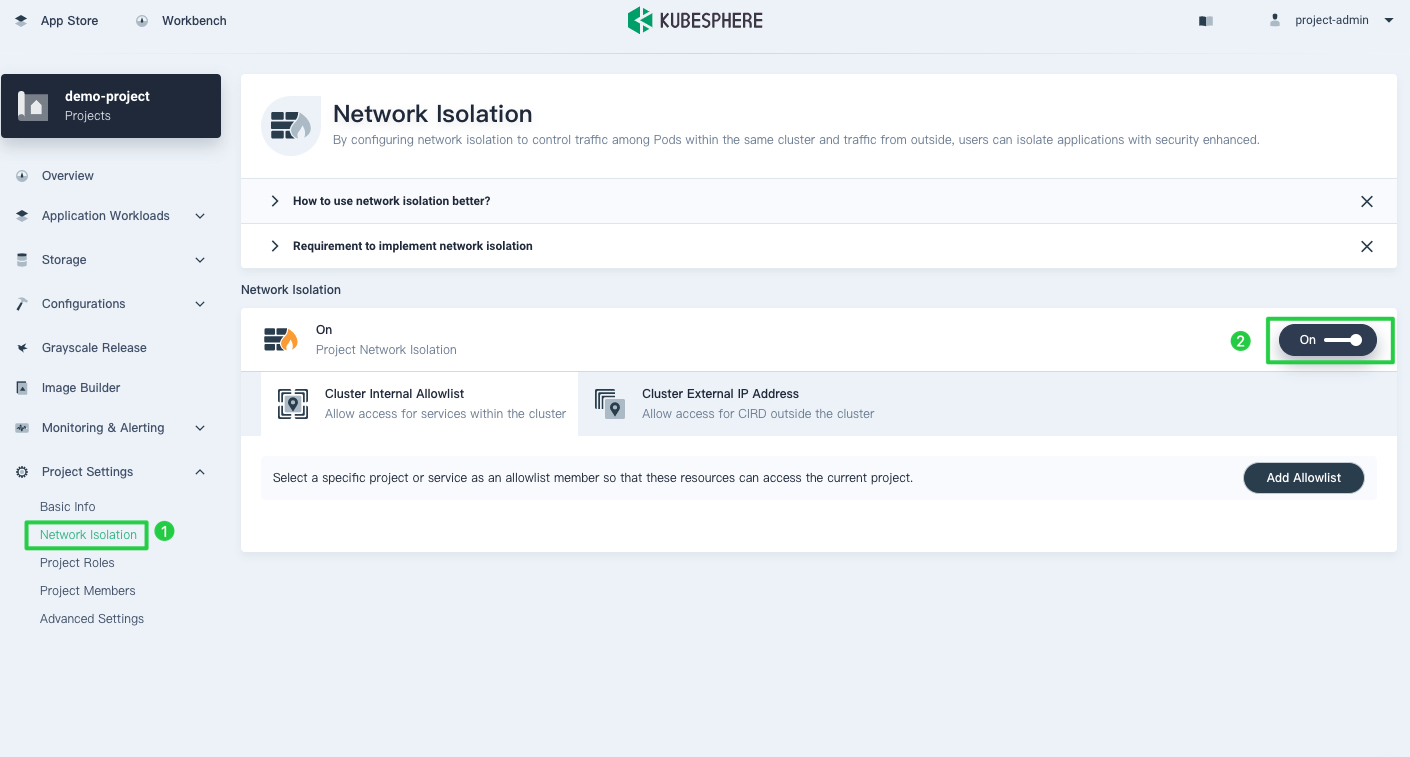 App Store
Workbench
KUBESPHERE
project-admin
demo-project
Projects
Overview
Application Workloads
Storage
Configurations
Grayscale Release
Image Builder
Monitoring & Alerting
Project Settings
Basic Info
Network Isolation
1
Project Roles
Project Members
Advanced Settings
Network Isolation
By configuring network isolation to control traffic among Pods within the same cluster and traffic from outside, users can isolate applications with security enhanced.
How to use network isolation better?
Requirement to implement network isolation
Network Isolation
On
Project Network Isolation
2
On
Cluster Internal Allowlist
Allow access for services within the cluster
Cluster External IP Address
Allow access for CIRD outside the cluster
Select a specific project or service as an allowlist member so that these resources can access the current project.
Add Allowlist